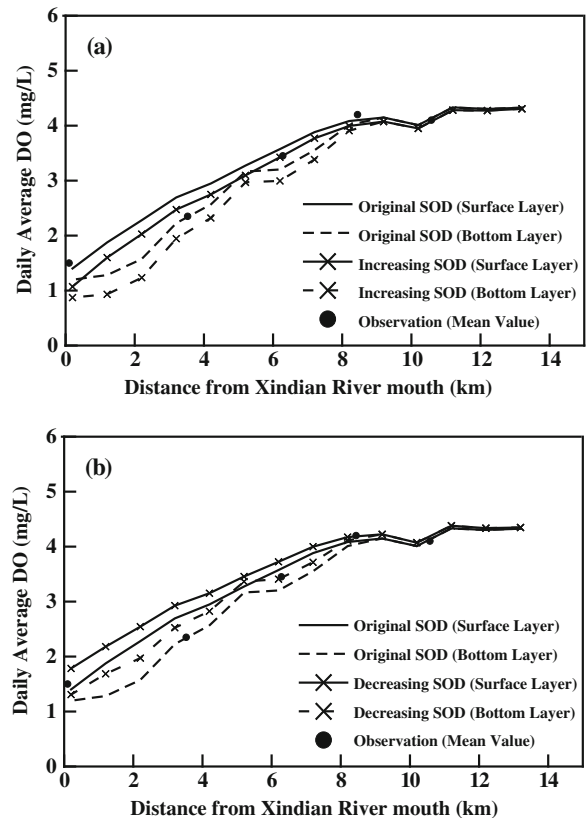 (a)
Daily Average DO (mg/L)
6
5
4
3
2
1
0
Original SOD (Surface Layer)
Original SOD (Bottom Layer)
Increasing SOD (Surface Layer)
Increasing SOD (Bottom Layer)
Observation (Mean Value)
0 2 4 6 8 10 12 14
Distance from Xindian River mouth (km)
(b)
Daily Average DO (mg/L)
6
5
4
3
2
1
0
Original SOD (Surface Layer)
Original SOD (Bottom Layer)
Decreasing SOD (Surface Layer)
Decreasing SOD (Bottom Layer)
Observation (Mean Value)
0 2 4 6 8 10 12 14
Distance from Xindian River mouth (km)